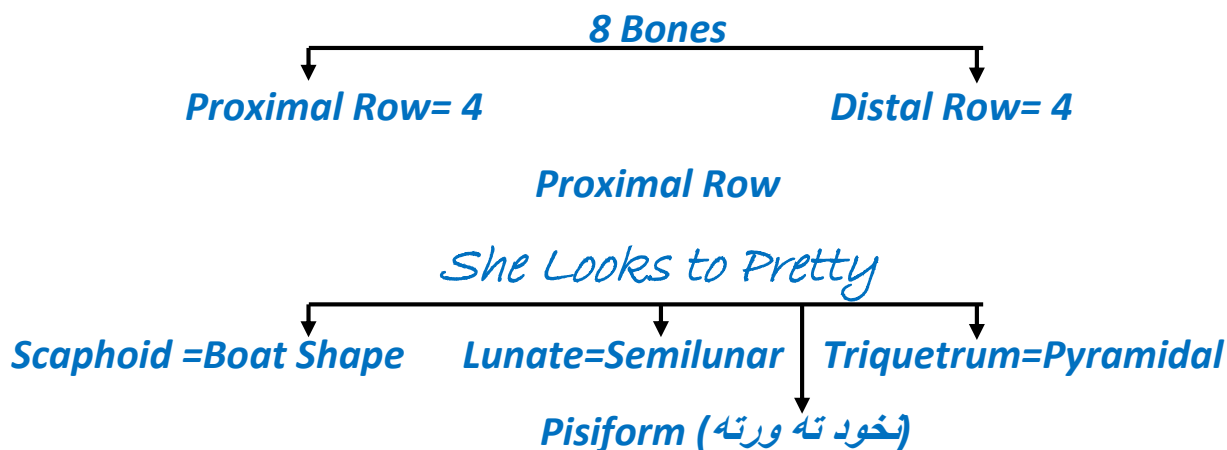 8 Bones
Proximal Row= 4 Distal Row= 4
Proximal Row
She Looks to Pretty
Scaphoid =Boat Shape Lunate=Semilunar Triquetrum=Pyramidal
Pisiform (نخود ته ورته)